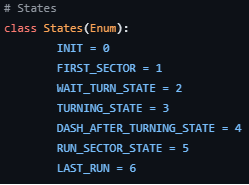 # States
class States(Enum):
INIT = 0
FIRST_SECTOR = 1
WAIT_TURN_STATE = 2
TURNING_STATE = 3
DASH_AFTER_TURNING_STATE = 4
RUN_SECTOR_STATE = 5
LAST_RUN = 6